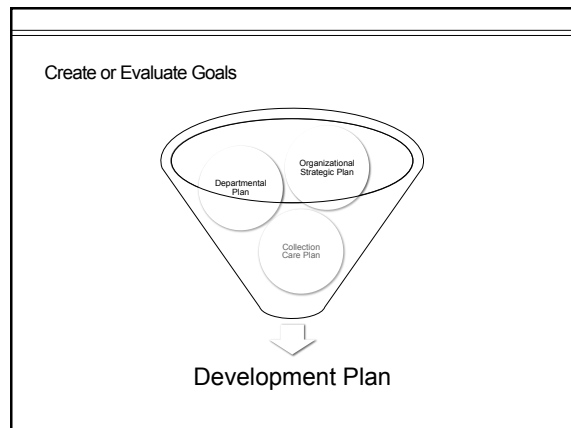 Create or Evaluate Goals
Organizational
Strategic Plan
Departmental
Plan
Collection
Care Plan
Development Plan